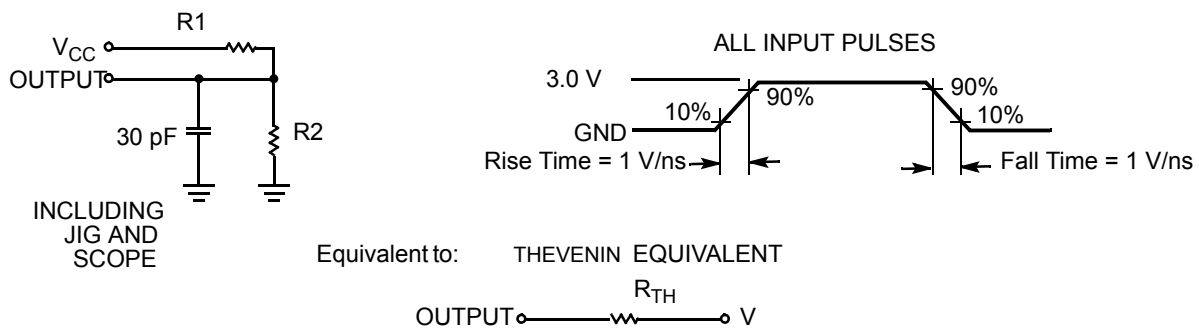 R1
VCC
OUTPUT
30 pF
R2
INCLUDING
JIG AND
SCOPE
ALL INPUT PULSES
3.0 V
90%
90%
10%
10%
GND
Rise Time = 1 V/ns
Fall Time = 1 V/ns
Equivalent to: THEVENIN EQUIVALENT
RTH
OUTPUT
V